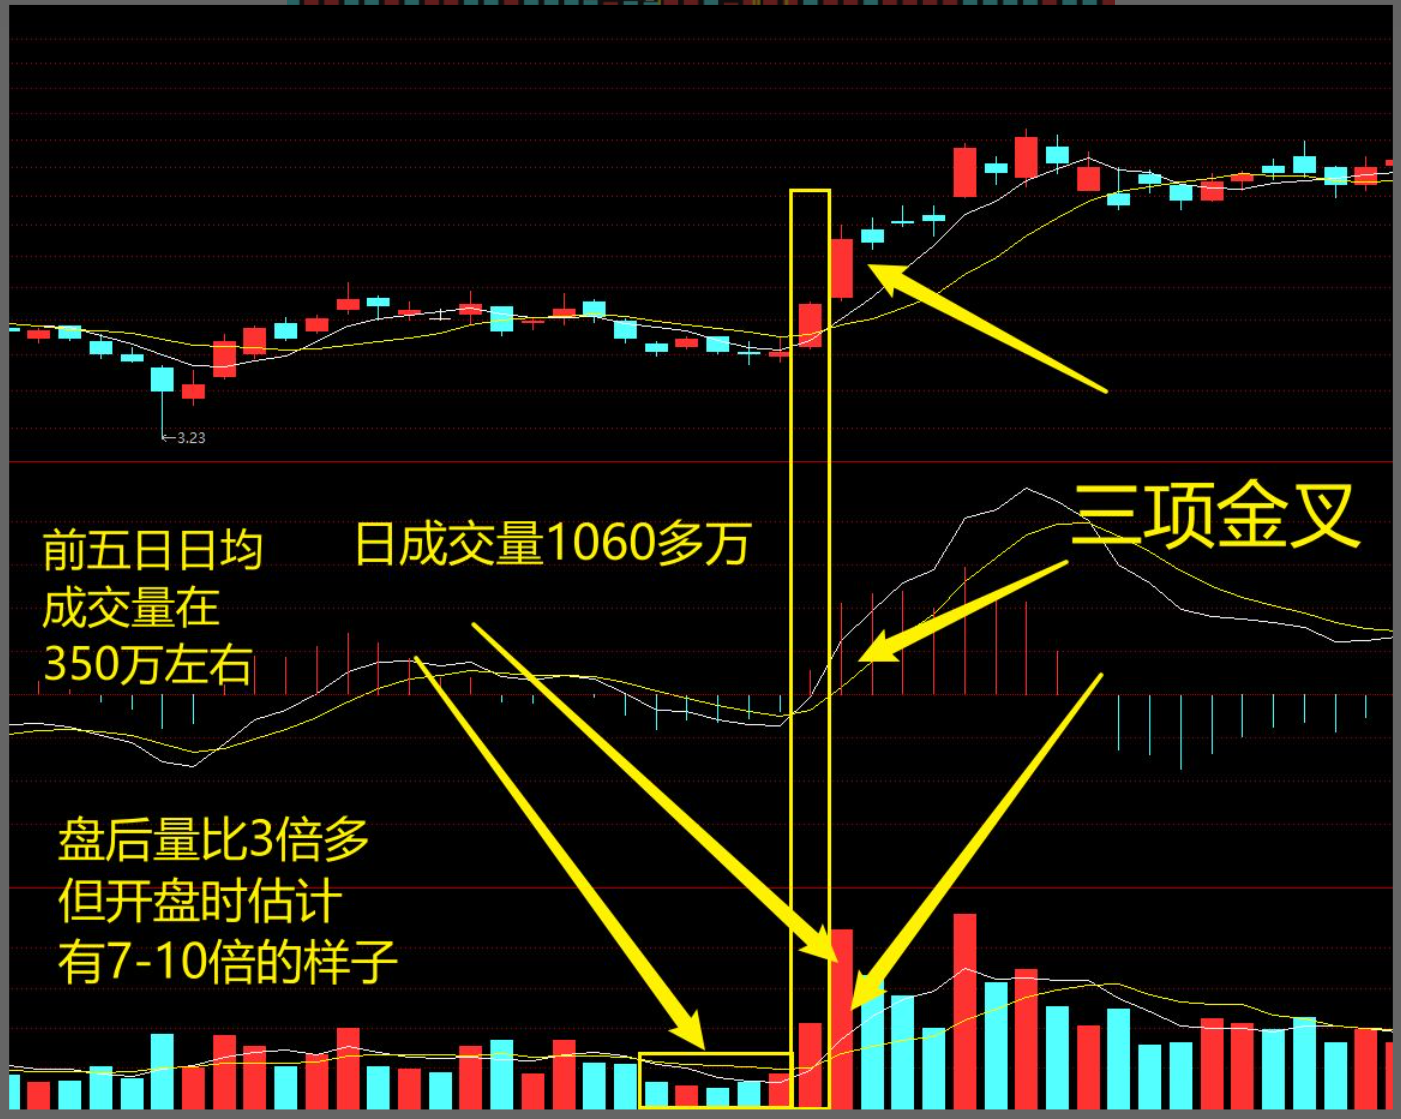 ←3.23
三项金叉
前五日日均
成交量在
350万左右
日成交量1060多万
盘后量比3倍多
但开盘时估计
有7-10倍的样子